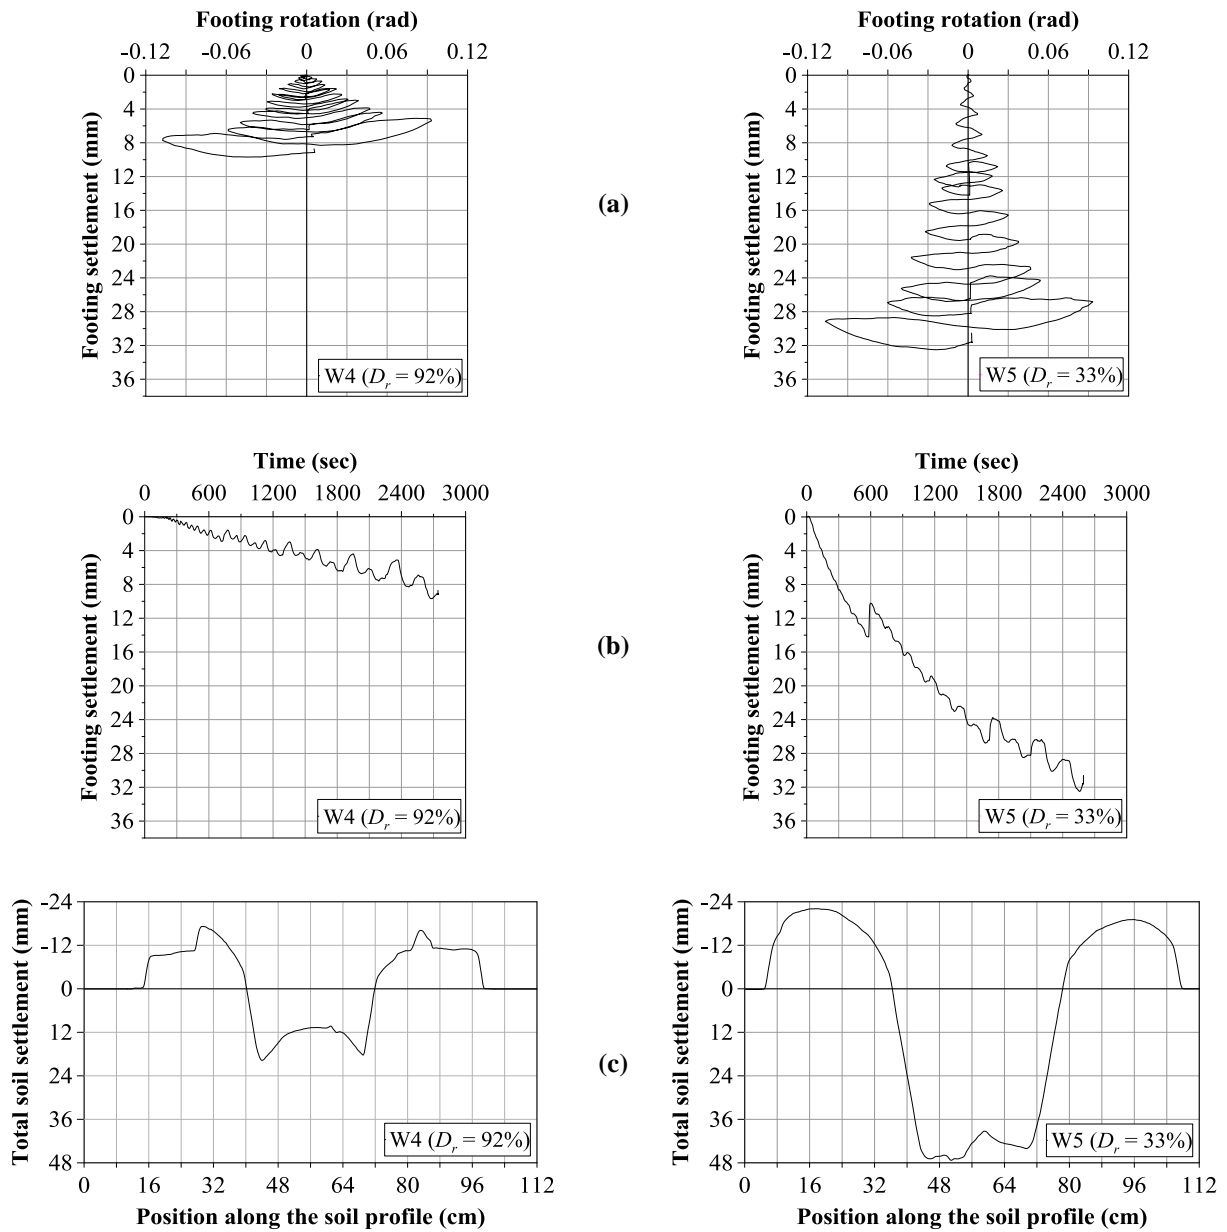 Footing rotation (rad)
-0.12 -0.06 0 0.06 0.12
Footing settlement (mm)
0
4
8
12
16
20
24
28
32
36
W4 (Dr = 92%)
(a)
Footing rotation (rad)
-0.12 -0.06 0 0.06 0.12
Footing settlement (mm)
0
4
8
12
16
20
24
28
32
36
W5 (Dr = 33%)
Time (sec)
0 600 1200 1800 2400 3000
Footing settlement (mm)
0
4
8
12
16
20
24
28
32
36
W4 (Dr = 92%)
(b)
Time (sec)
0 600 1200 1800 2400 3000
Footing settlement (mm)
0
4
8
12
16
20
24
28
32
36
W5 (Dr = 33%)
Total soil settlement (mm)
-24
-12
0
12
24
36
48
W4 (Dr = 92%)
0 16 32 48 64 80 96 112
Position along the soil profile (cm)
(c)
Total soil settlement (mm)
-24
-12
0
12
24
36
48
W5 (Dr = 33%)
0 16 32 48 64 80 96 112
Position along the soil profile (cm)